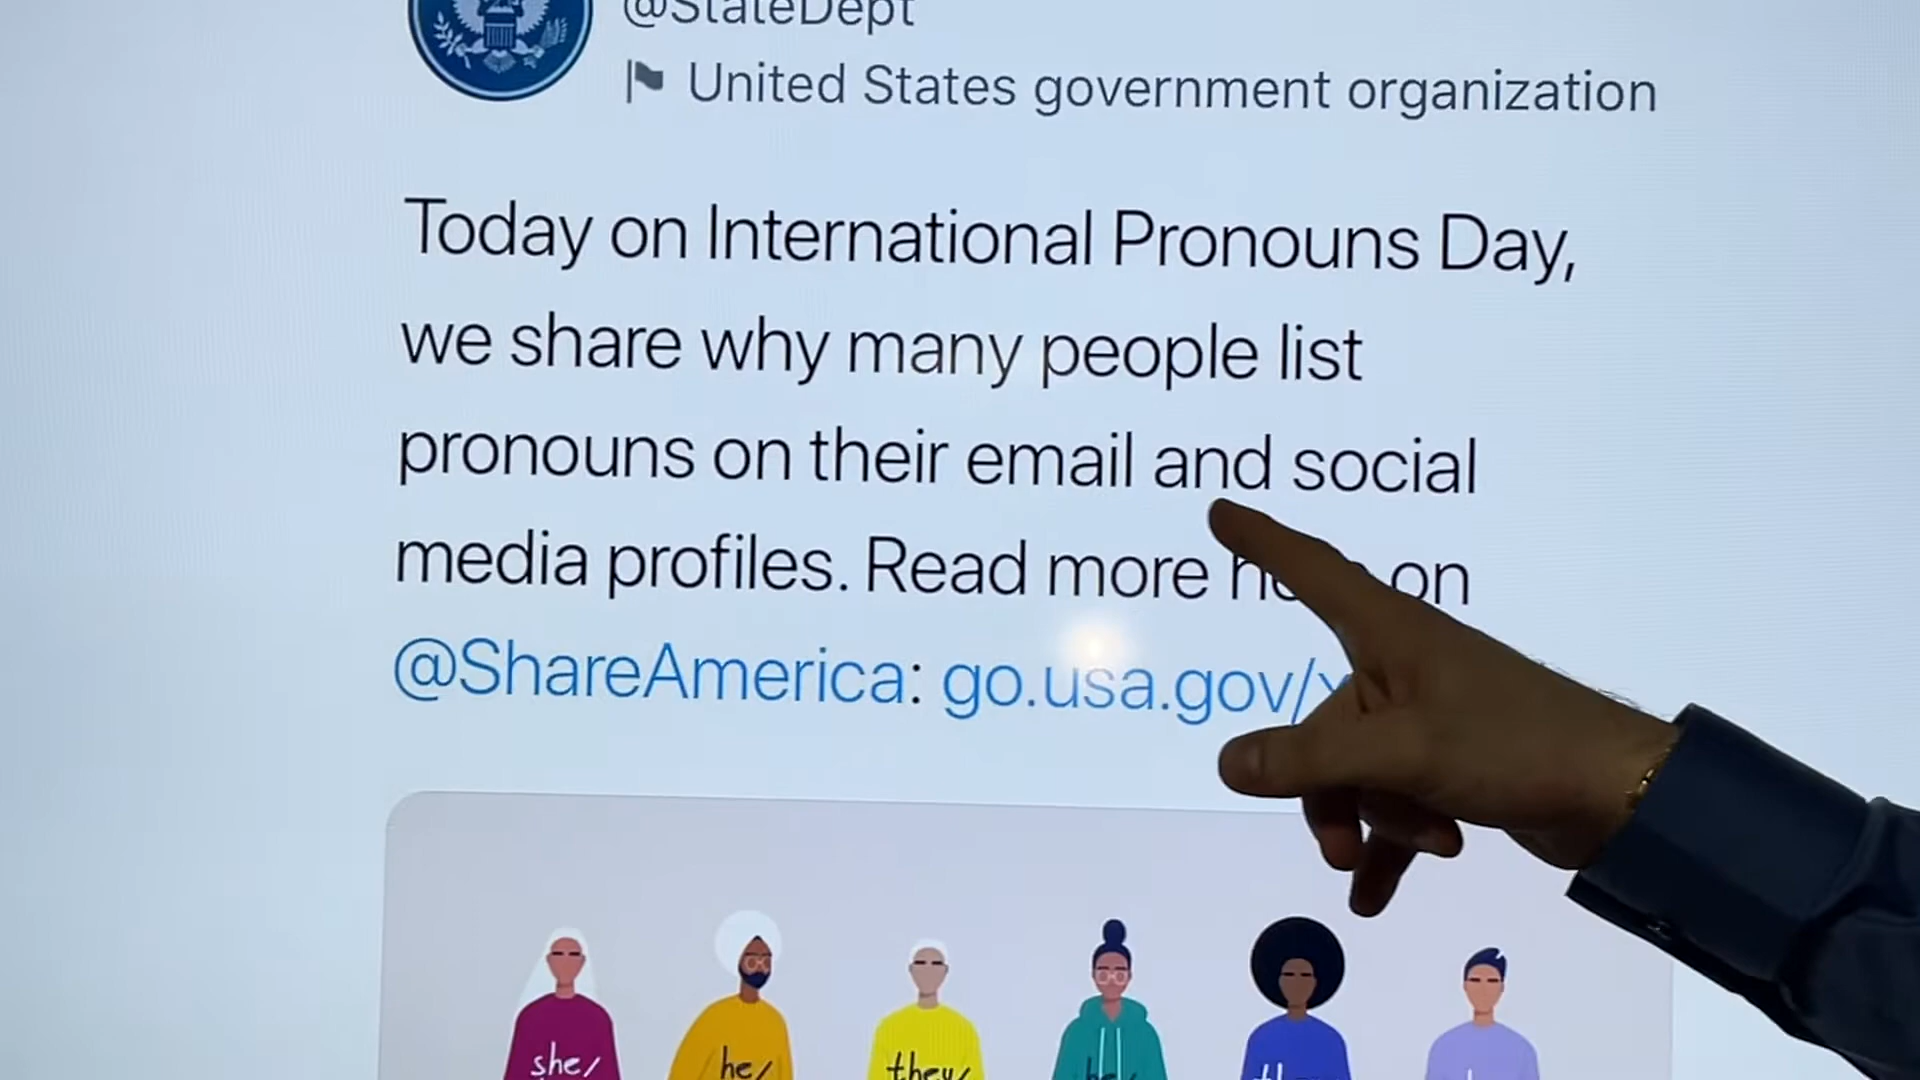 @StateDept
United States government organization
Today on International Pronouns Day,
we share why many people list
pronouns on their email and social
media profiles. Read more on
@ShareAmerica: go.usa.gov/
she/
he/
they/